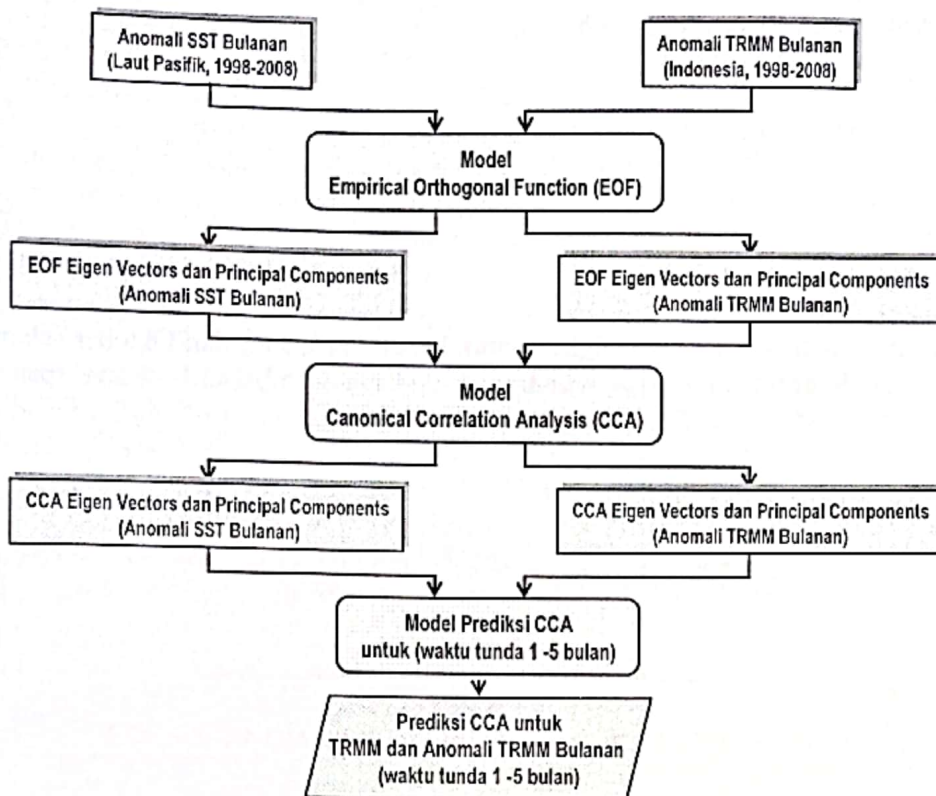 Anomali SST Bulanan
(Laut Pasifik, 1998-2008)
Anomali TRMM Bulanan
(Indonesia, 1998-2008)
Model
Empirical Orthogonal Function (EOF)
EOF Eigen Vectors dan Principal Components
(Anomali SST Bulanan)
EOF Eigen Vectors dan Principal Components
(Anomali TRMM Bulanan)
Model
Canonical Correlation Analysis (CCA)
CCA Eigen Vectors dan Principal Components
(Anomali SST Bulanan)
CCA Eigen Vectors dan Principal Components
(Anomali TRMM Bulanan)
Model Prediksi CCA
untuk (waktu tunda 1 -5 bulan)
Prediksi CCA untuk
TRMM dan Anomali TRMM Bulanan
(waktu tunda 1 -5 bulan)